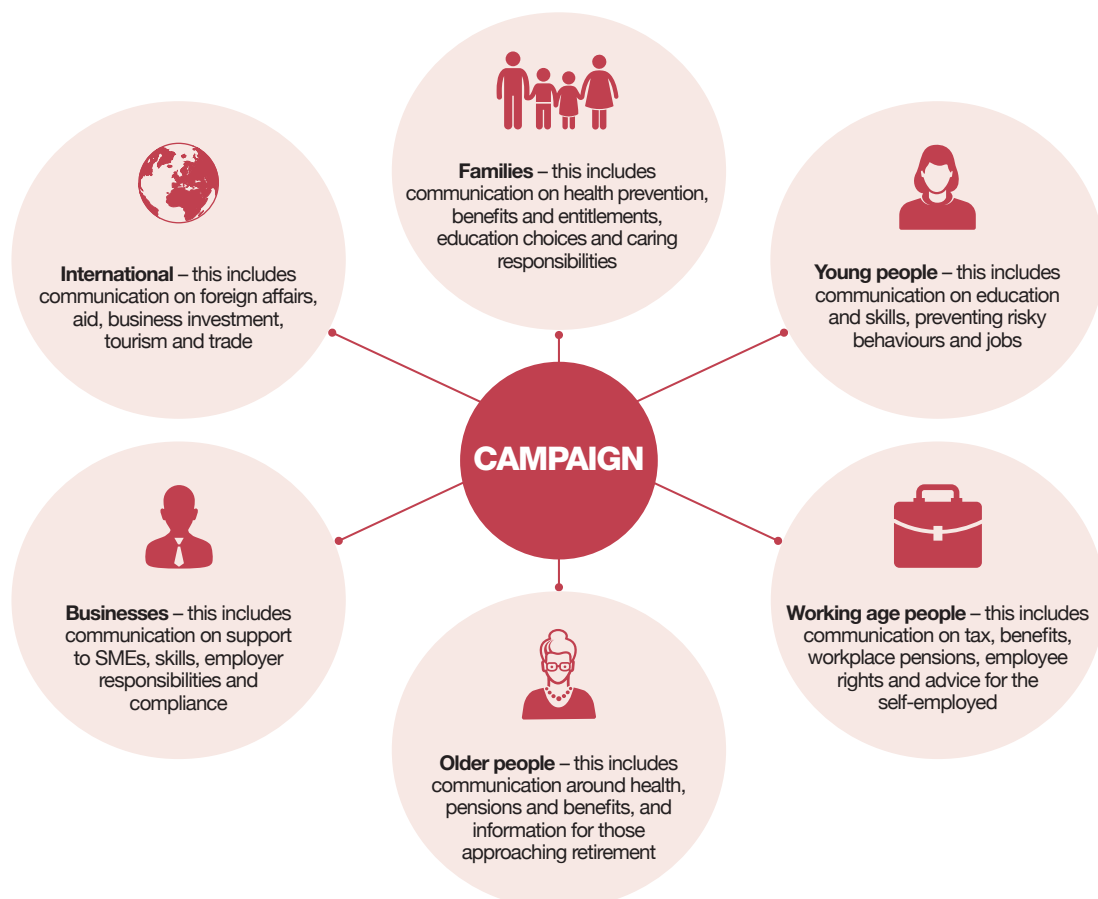 Families – this includes
communication on health prevention,
benefits and entitlements,
education choices and caring
responsibilities
International – this includes
communication on foreign affairs,
aid, business investment,
tourism and trade
Young people – this includes
communication on education
and skills, preventing risky
behaviours and jobs
CAMPAIGN
Businesses – this includes
communication on support
to SMEs, skills, employer
responsibilities and
compliance
Working age people – this includes
communication on tax, benefits,
workplace pensions, employee
rights and advice for the
self-employed
Older people – this includes
communication around health,
pensions and benefits, and
information for those
approaching retirement